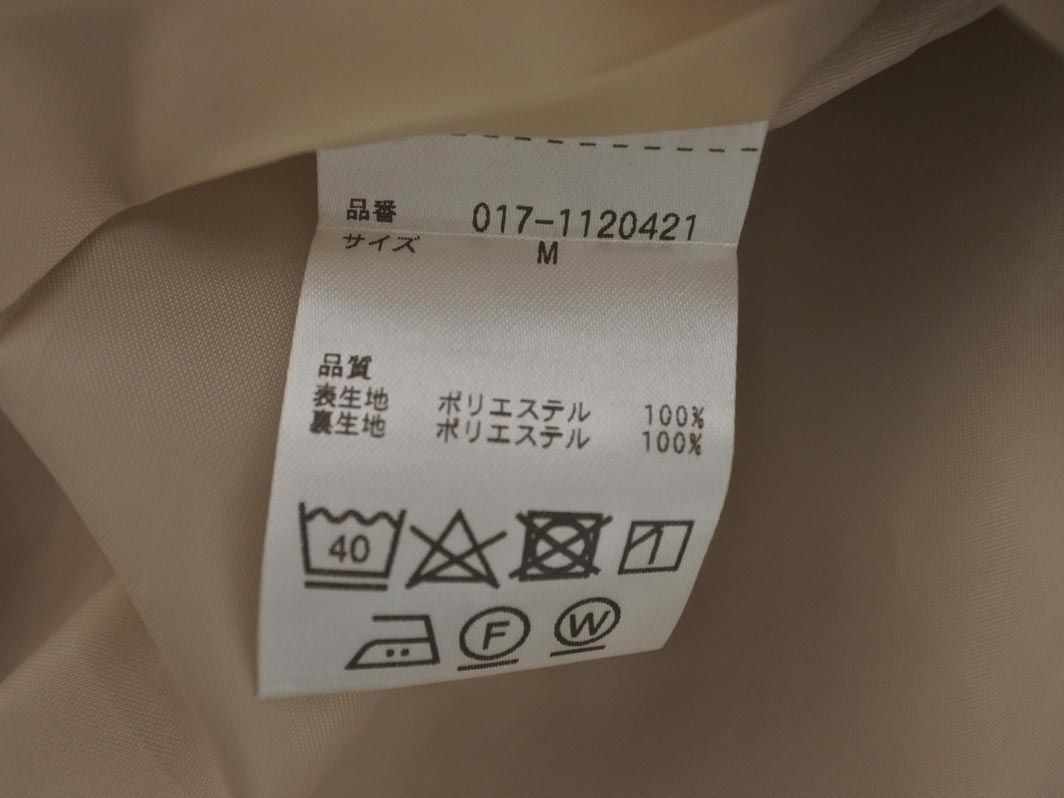 品番 017-1120421
サイズ M
品質
表生地 ポリエステル 100%
裏生地 ポリエステル 100%
40
F W